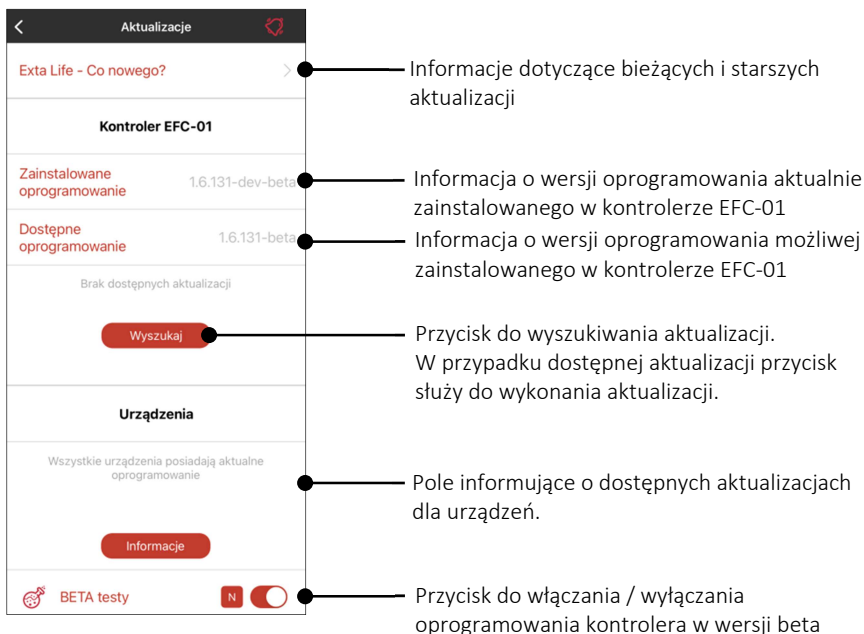 Aktualizacje
Exta Life - Co nowego?
Informacje dotyczące bieżących i starszych
aktualizacji
Kontroler EFC-01
Zainstalowane
oprogramowanie
1.6.131-dev-beta
Informacja o wersji oprogramowania aktualnie
zainstalowanego w kontrolerze EFC-01
Dostępne
oprogramowanie
1.6.131-beta
Informacja o wersji oprogramowania możliwej
zainstalowanego w kontrolerze EFC-01
Brak dostępnych aktualizacji
Wyszukaj
Przycisk do wyszukiwania aktualizacji.
W przypadku dostępnej aktualizacji przycisk
służy do wykonania aktualizacji.
Urządzenia
Wszystkie urządzenia posiadają aktualne
oprogramowanie
Pole informujące o dostępnych aktualizacjach
dla urządzeń.
Informacje
BETA testy
N
Przycisk do włączania / wyłączania
oprogramowania kontrolera w wersji beta